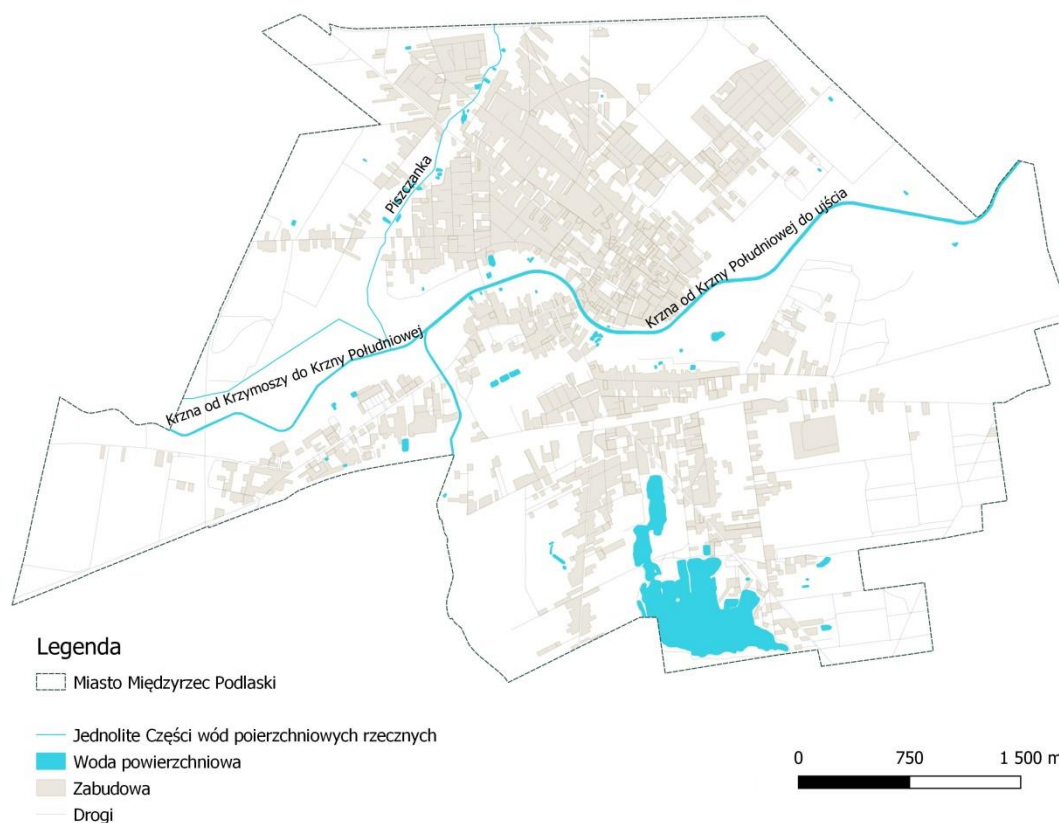 Piszczanka
Krzna od Krzny Południowej do ujścia
Krzna od Krzymoszy do Krzny Południowej
Legenda
Miasto Międzyrzec Podlaski
Jednolite Części wód poierzchniowych rzecznych
Woda powierzchniowa
Zabudowa
Drogi
0 750 1 500 m